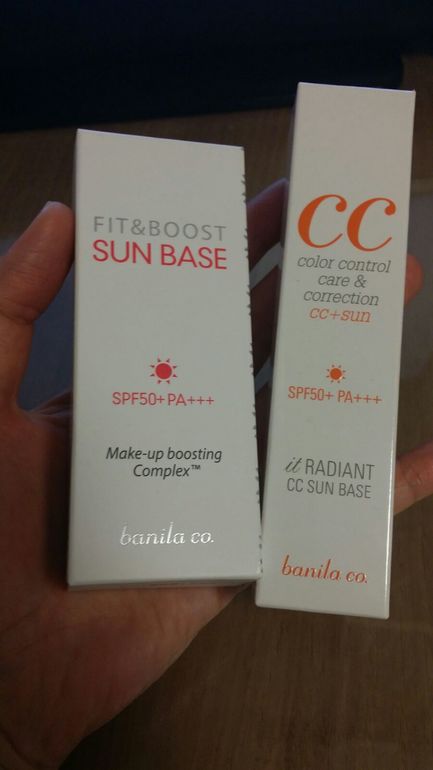 FIT&BOOST
SUN BASE
SPF50+ PA+++
Make-up boosting
Complex™
banila co.
CC
color control
care &
correction
cc+sun
SPF50+ PA+++
it RADIANT
CC SUN BASE
banila co.